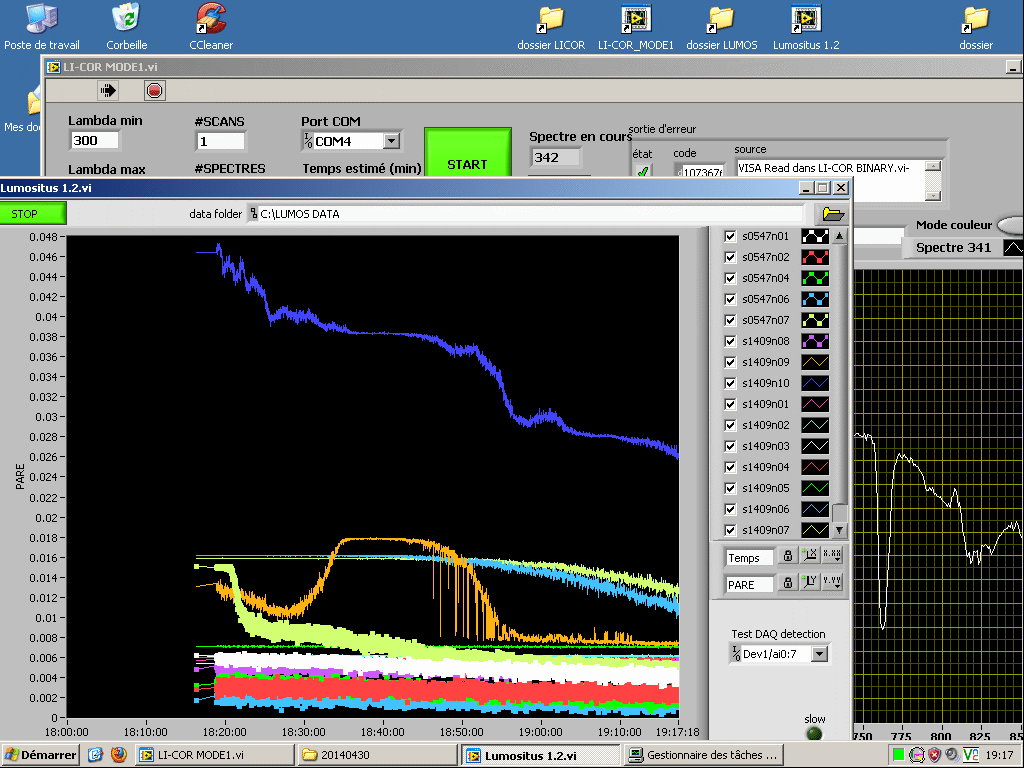 Poste de travail
Corbeille
CCleaner
dossier LICOR
LI-COR_MODE1
dossier LUMOS
Lumositus 1.2
dossier
Mes do
LI-COR MODE1.vi
Lambda min
300
Lambda max
#SCANS
1
#SPECTRES
Port COM
COM4
Temps estimé (min)
START
Spectre en cours
342
sortie d'erreur
état
code
107367
source
VISA Read dans LI-COR BINARY.vi-
Mode couleur
Spectre 341
Lumositus 1.2.vi
STOP
data folder
C:\LUMOS DATA
PARE
0.048
0.046
0.044
0.042
0.04
0.038
0.036
0.034
0.032
0.03
0.028
0.026
0.024
0.022
0.02
0.018
0.016
0.014
0.012
0.01
0.008
0.006
0.004
0.002
0
18:00:00
18:10:00
18:20:00
18:30:00
18:40:00
18:50:00
19:00:00
19:10:00
19:17:18
s0547n01
s0547n02
s0547n04
s0547n06
s0547n07
s1409n08
s1409n09
s1409n10
s1409n01
s1409n02
s1409n03
s1409n04
s1409n05
s1409n06
s1409n07
Temps
PARE
Test DAQ detection
Dev1/ai0:7
slow
750
775
800
825
85
Démarrer
LI-COR MODE1.vi
20140430
Lumositus 1.2.vi
Gestionnaire des tâches ...
19:17